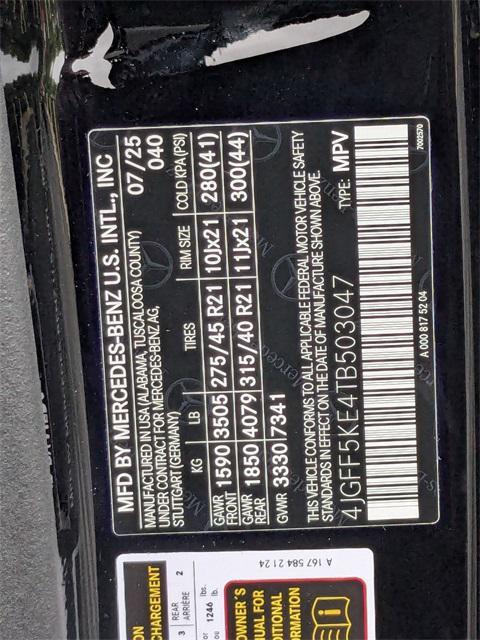 MFD BY MERCEDES-BENZ U.S. INTL., INC
MANUFACTURED IN USA (ALABAMA, TUSCALOOSA COUNTY) 07/25
UNDER CONTRACT FOR MERCEDES-BENZ AG, 040
STUTTGART (GERMANY)
KG LB TIRES RIM SIZE COLD KPA (PSI)
GAWR FRONT 1590 3505 275/45 R21 10Jx21 280(41)
GAWR REAR 1850 4079 315/40 R21 11Jx21 300(44)
GVWR 3330 7341
THIS VEHICLE CONFORMS TO ALL APPLICABLE FEDERAL MOTOR VEHICLE SAFETY
STANDARDS IN EFFECT ON THE DATE OF MANUFACTURE SHOWN ABOVE.
4JGFF5KE4TB503047 TYPE: MPV
A 000 817 52 04 7002570
A 167 584 21 24
CHARGEMENT
3 REAR 2
ARRIÈRE
or 1246 lbs.
ou
OWNER'S
MANUAL FOR
ADDITIONAL